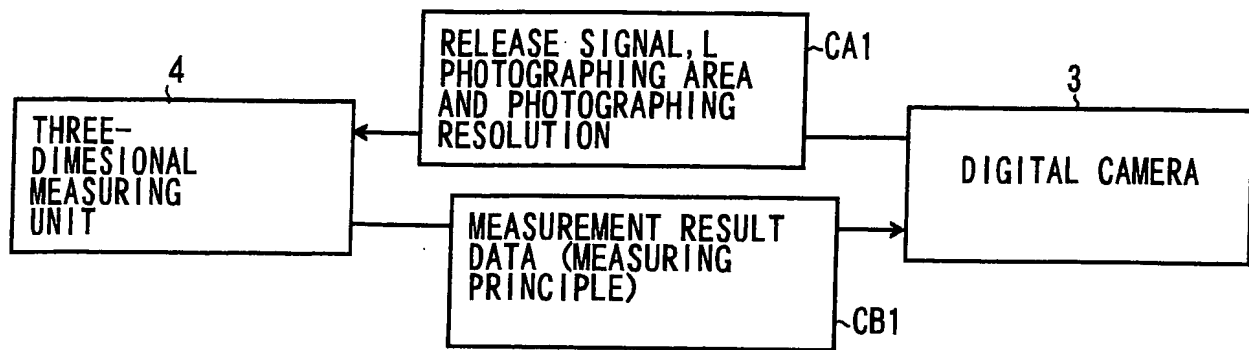 4
THREE-
DIMESIONAL
MEASURING
UNIT
RELEASE SIGNAL, L
PHOTOGRAPHING AREA
AND PHOTOGRAPHING
RESOLUTION
CA1
3
DIGITAL CAMERA
MEASUREMENT RESULT
DATA (MEASURING
PRINCIPLE)
CB1